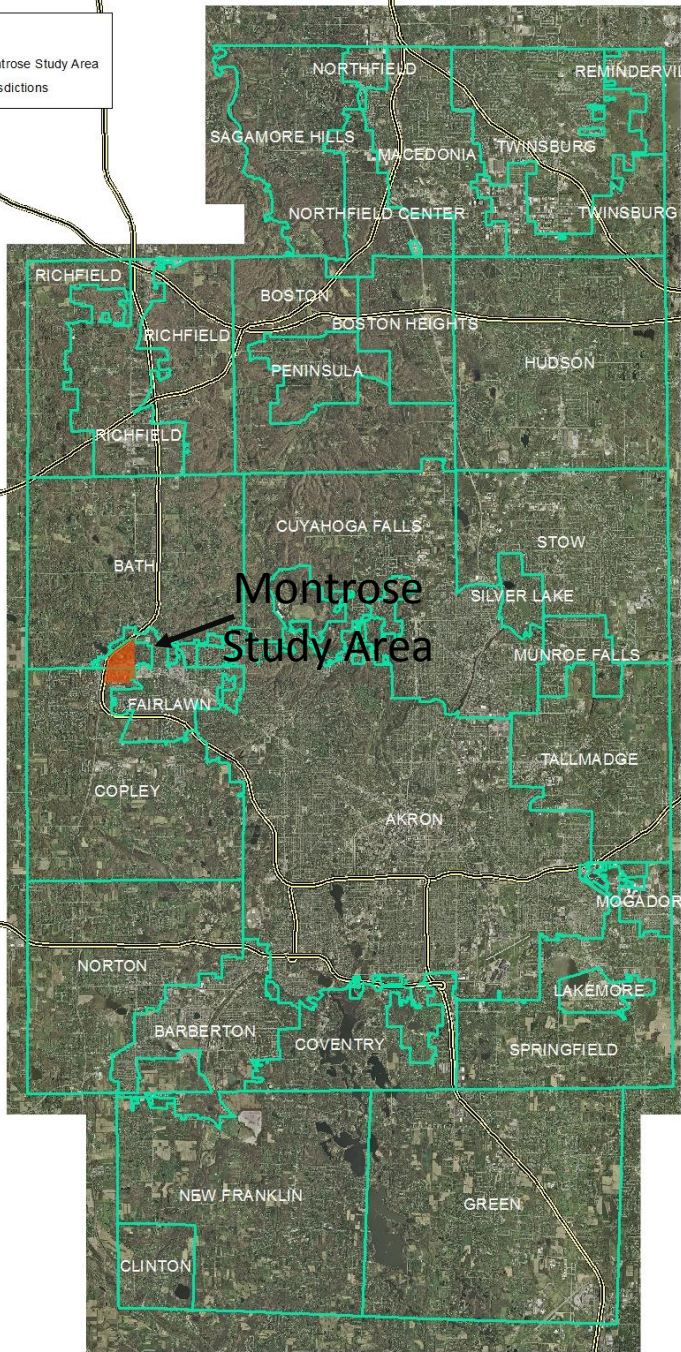 trose Study Area
sdictions
NORTHFIELD
REMINDERVIL
SAGAMORE HILLS
MACEDONIA
TWINSBURG
NORTHFIELD CENTER
TWINSBURG
RICHFIELD
BOSTON
RICHFIELD
BOSTON HEIGHTS
PENINSULA
HUDSON
RICHFIELD
CUYAHOGA FALLS
STOW
BATH
Montrose
Study Area
SILVER LAKE
MUNROE FALLS
FAIRLAWN
TALLMADGE
COPLEY
AKRON
MOGADOR
NORTON
LAKEMORE
BARBERTON
COVENTRY
SPRINGFIELD
NEW FRANKLIN
GREEN
CLINTON